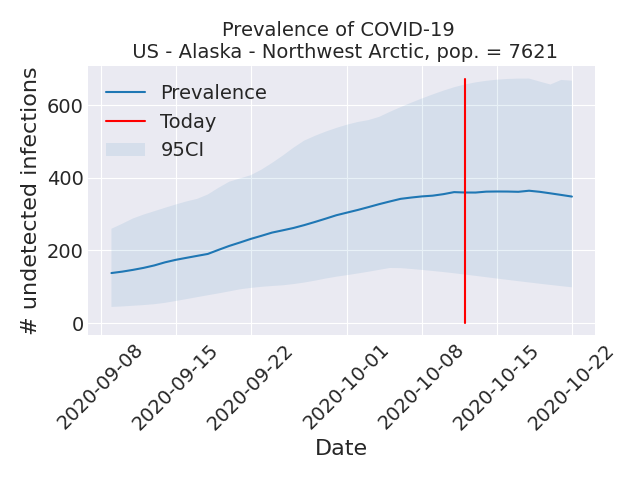 Prevalence of COVID-19
US - Alaska - Northwest Arctic, pop. = 7621
# undetected infections
600
400
200
0
Prevalence
Today
95CI
2020-09-08
2020-09-15
2020-09-22
2020-10-01
2020-10-08
2020-10-15
2020-10-22
Date